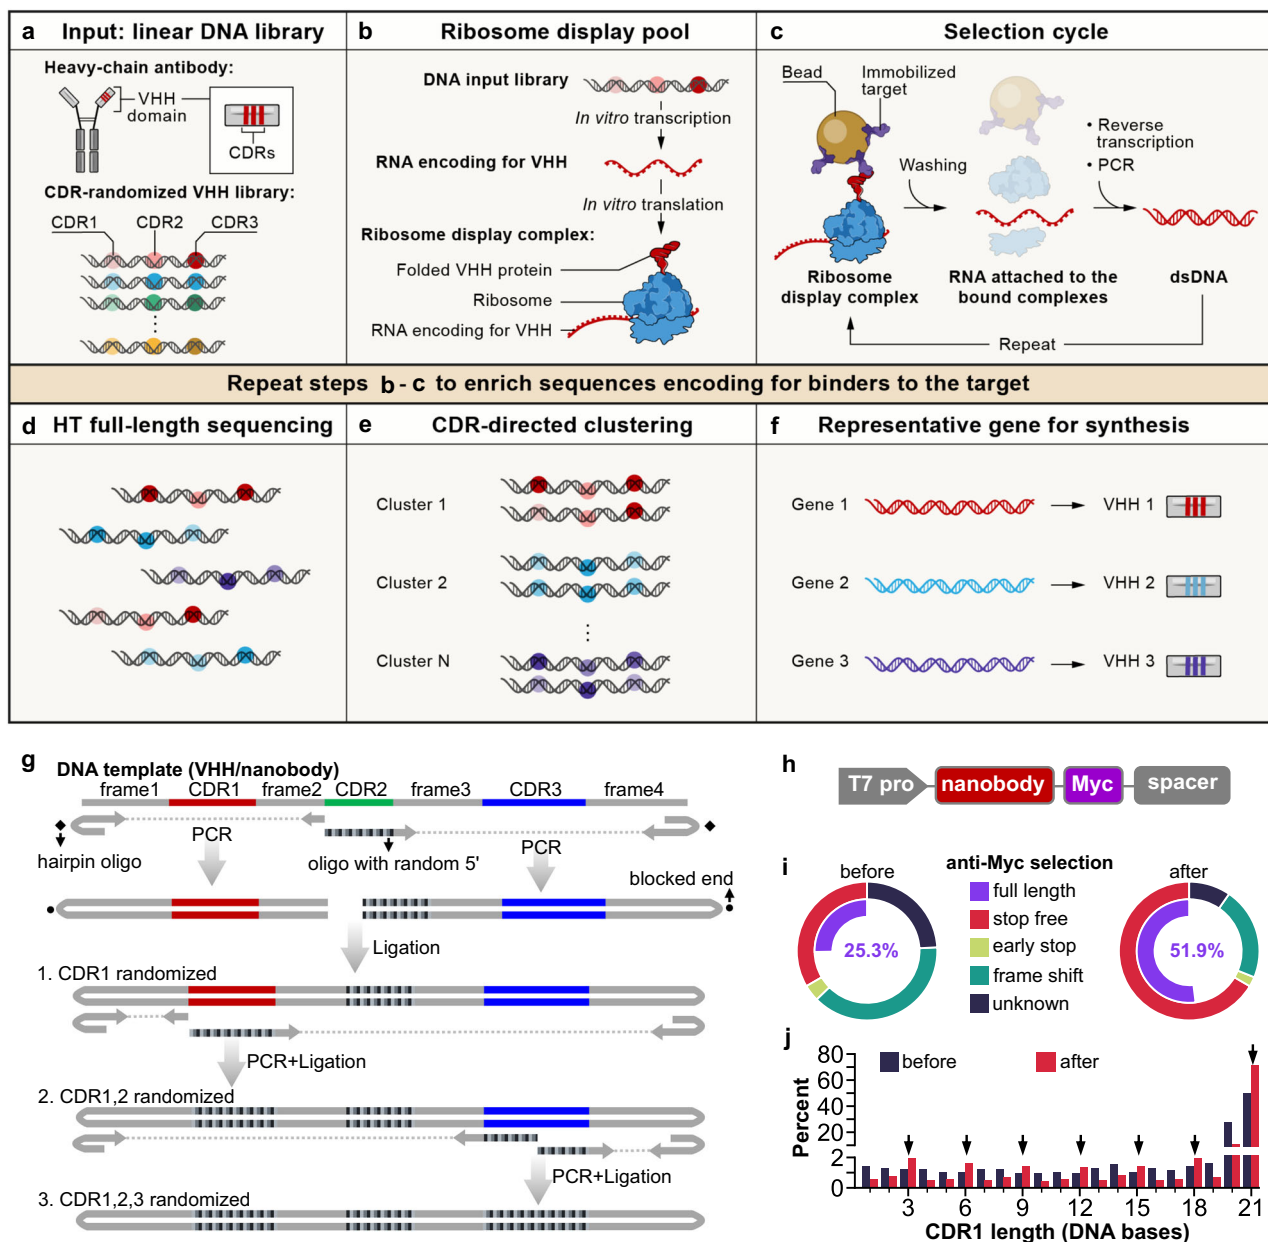 a Input: linear DNA library
Heavy-chain antibody:
VHH
domain
CDRs
CDR-randomized VHH library:
CDR1 CDR2 CDR3
b Ribosome display pool
DNA input library
In vitro transcription
RNA encoding for VHH
In vitro translation
Ribosome display complex:
Folded VHH protein
Ribosome
RNA encoding for VHH
c Selection cycle
Bead
Immobilized
target
Washing
• Reverse
transcription
• PCR
Ribosome
display complex
RNA attached to the
bound complexes
dsDNA
Repeat
Repeat steps b - c to enrich sequences encoding for binders to the target
d HT full-length sequencing
e CDR-directed clustering
Cluster 1
Cluster 2
Cluster N
f Representative gene for synthesis
Gene 1 VHH 1
Gene 2 VHH 2
Gene 3 VHH 3
g
DNA template (VHH/nanobody)
frame1 CDR1 frame2 CDR2 frame3 CDR3 frame4
hairpin oligo
PCR
oligo with random 5'
PCR
blocked end
Ligation
1. CDR1 randomized
PCR+Ligation
2. CDR1,2 randomized
PCR+Ligation
3. CDR1,2,3 randomized
h
T7 pro nanobody Myc spacer
i
anti-Myc selection
before
25.3%
full length
stop free
early stop
frame shift
unknown
after
51.9%
j
before after
Percent
80
60
40
20
10
2
0
3 6 9 12 15 18 21
CDR1 length (DNA bases)